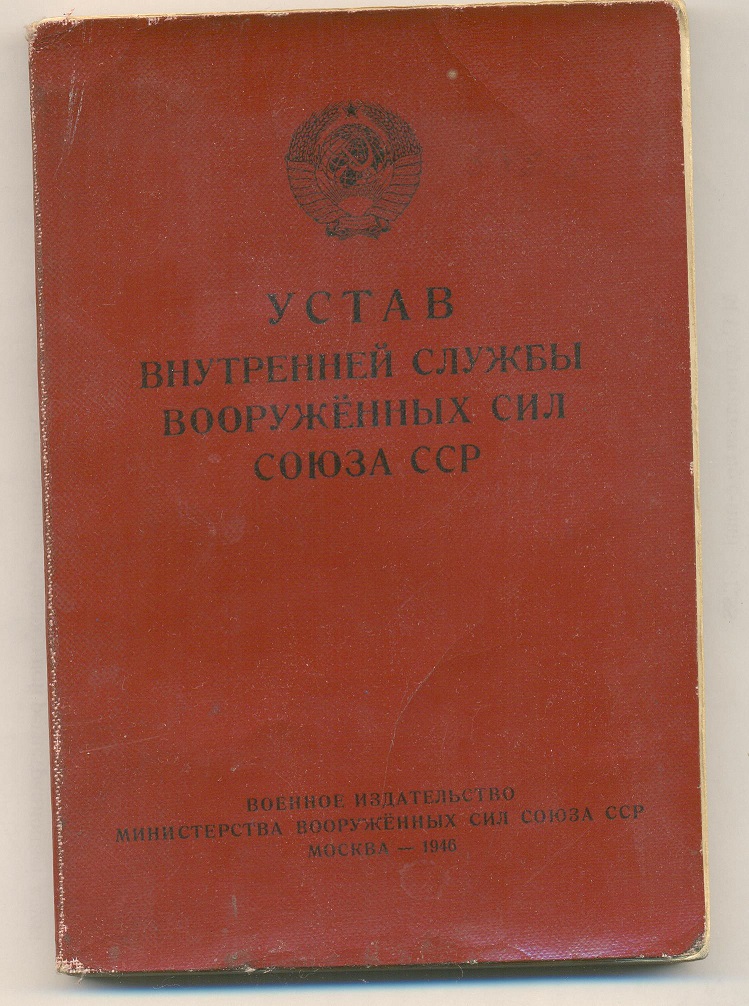 УСТАВ
ВНУТРЕННЕЙ СЛУЖБЫ
ВООРУЖЁННЫХ СИЛ
СОЮЗА ССР
ВОЕННОЕ ИЗДАТЕЛЬСТВО
МИНИСТЕРСТВА ВООРУЖЁННЫХ СИЛ СОЮЗА ССР
МОСКВА — 1946